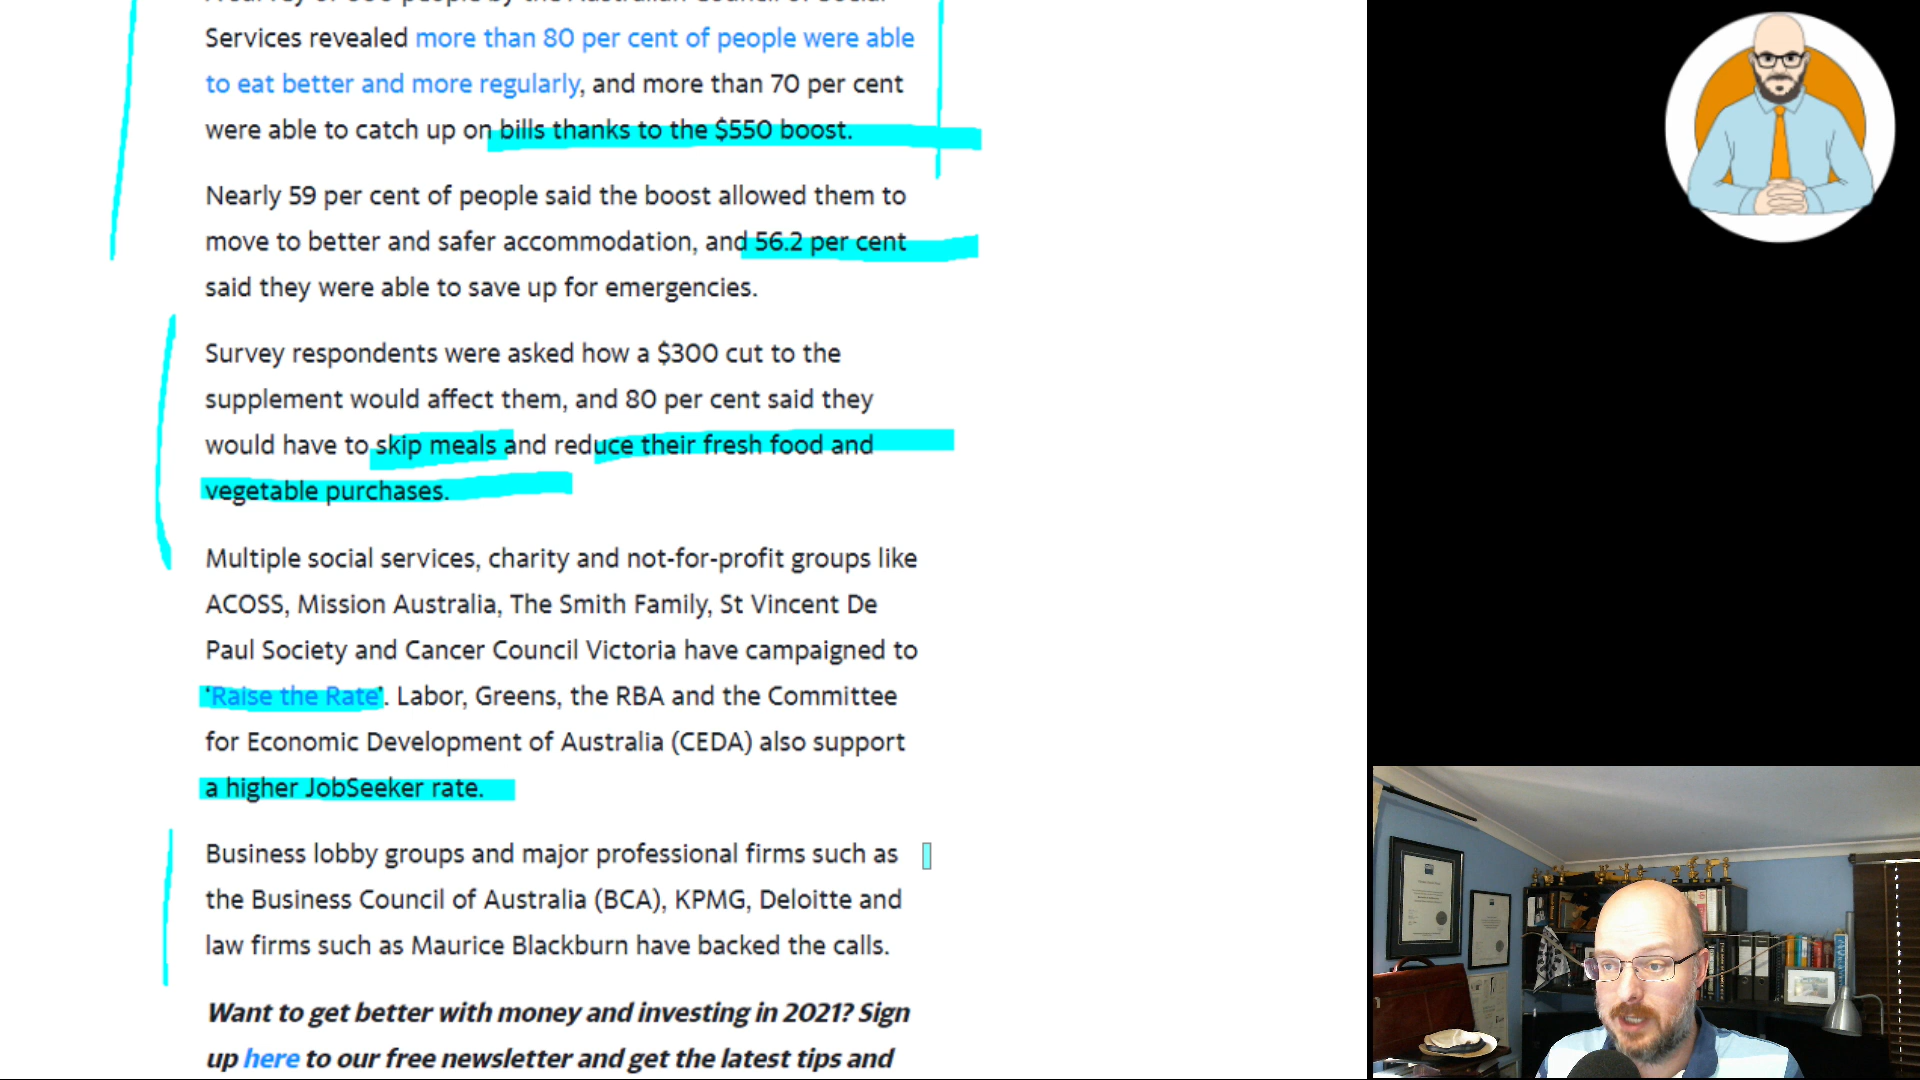 A survey of 600 people by the Australian Council of Social
Services revealed more than 80 per cent of people were able
to eat better and more regularly, and more than 70 per cent
were able to catch up on bills thanks to the $550 boost.
Nearly 59 per cent of people said the boost allowed them to
move to better and safer accommodation, and 56.2 per cent
said they were able to save up for emergencies.
Survey respondents were asked how a $300 cut to the
supplement would affect them, and 80 per cent said they
would have to skip meals and reduce their fresh food and
vegetable purchases.
Multiple social services, charity and not-for-profit groups like
ACOSS, Mission Australia, The Smith Family, St Vincent De
Paul Society and Cancer Council Victoria have campaigned to
‘Raise the Rate’. Labor, Greens, the RBA and the Committee
for Economic Development of Australia (CEDA) also support
a higher JobSeeker rate.
Business lobby groups and major professional firms such as
the Business Council of Australia (BCA), KPMG, Deloitte and
law firms such as Maurice Blackburn have backed the calls.
Want to get better with money and investing in 2021? Sign
up here to our free newsletter and get the latest tips and